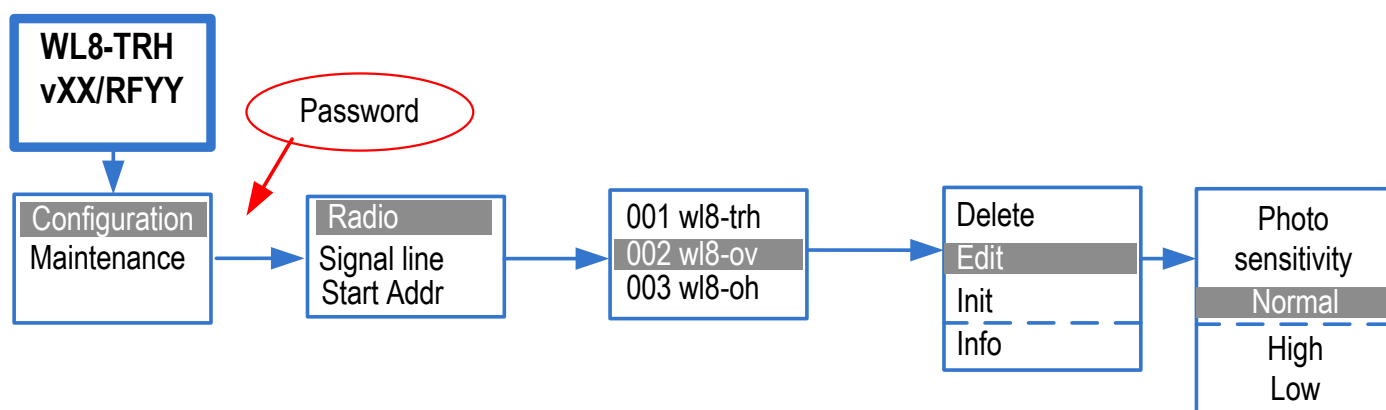 WL8-TRH
vXX/RFYY
Password
Configuration
Maintenance
Radio
Signal line
Start Addr
001 wl8-trh
002 wl8-ov
003 wl8-oh
Delete
Edit
Init
Info
Photo
sensitivity
Normal
High
Low